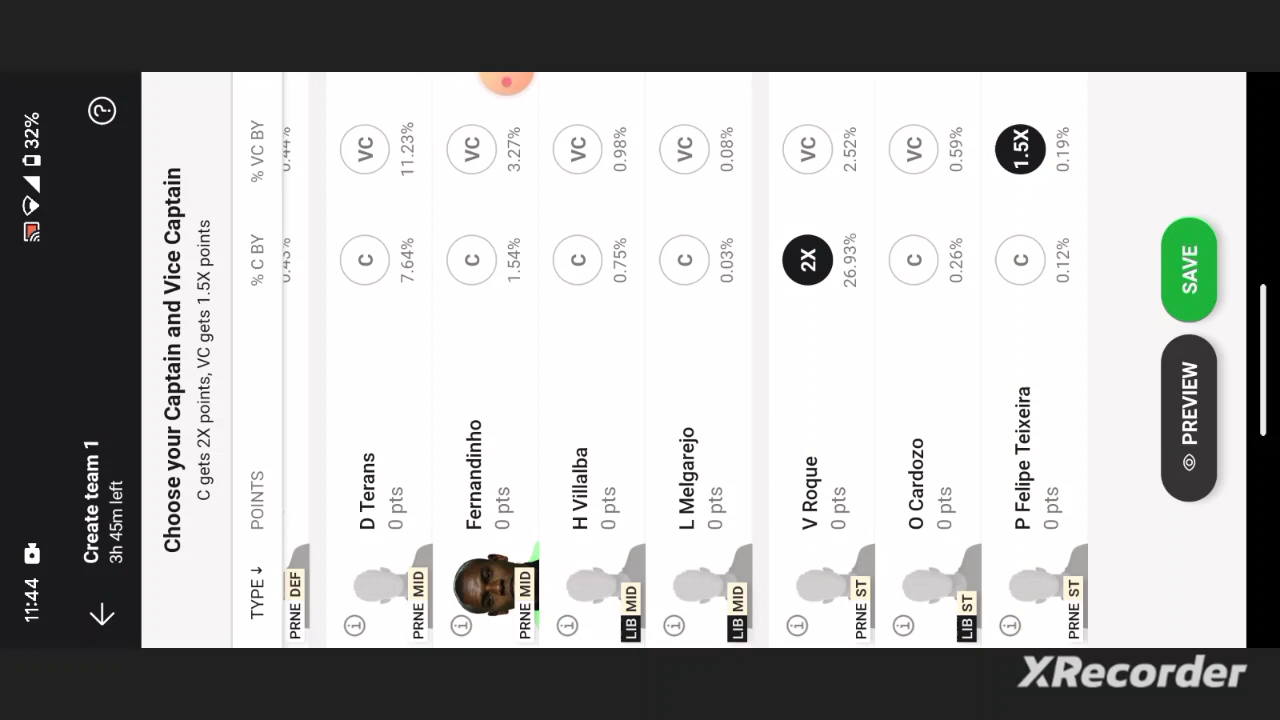 11:44
32%
Create team 1
3h 45m left
Choose your Captain and Vice Captain
C gets 2X points, VC gets 1.5X points
TYPE ↓ POINTS % C BY % VC BY
PRNE DEF
PRNE MID
D Terans
0 pts
C
7.64%
VC
11.23%
PRNE MID
Fernandinho
0 pts
C
1.54%
VC
3.27%
LIB MID
H Villalba
0 pts
C
0.75%
VC
0.98%
LIB MID
L Melgarejo
0 pts
C
0.03%
VC
0.08%
PRNE ST
V Roque
0 pts
2X
26.93%
VC
2.52%
LIB ST
O Cardozo
0 pts
C
0.26%
VC
0.59%
PRNE ST
P Felipe Teixeira
0 pts
C
0.12%
1.5X
0.19%
PREVIEW
SAVE
XRecorder